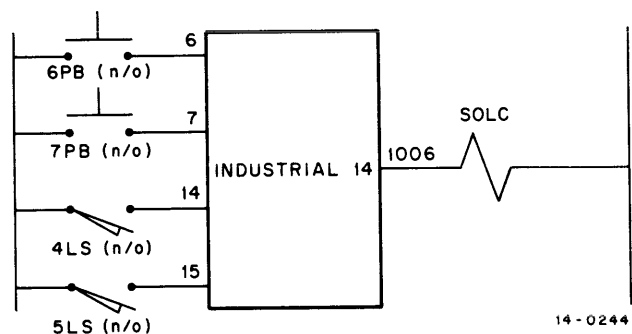 6
6PB (n/o)
7
7PB (n/o)
14
4LS (n/o)
15
5LS (n/o)
INDUSTRIAL 14
1006
SOLC
14-0244